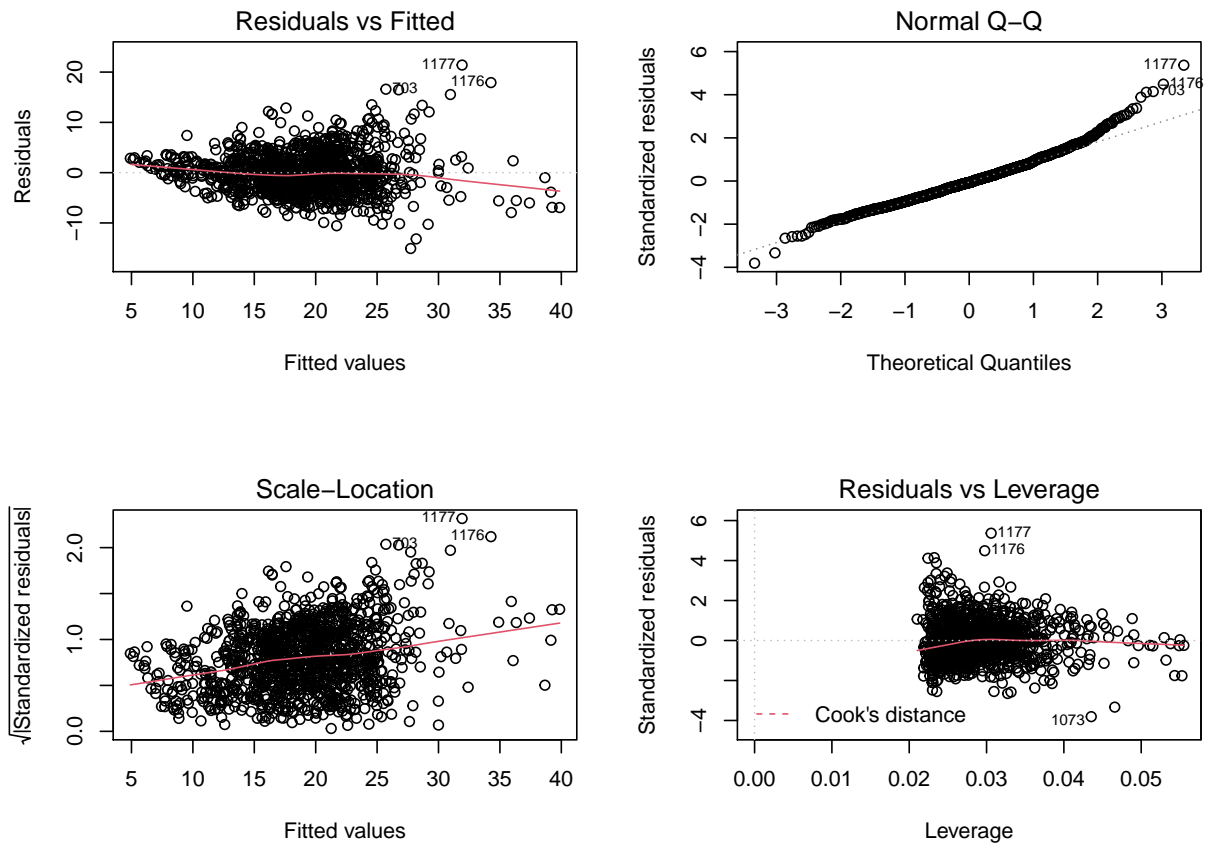 Residuals vs Fitted
Residuals
20
10
0
−10
1177
1176
703
5 10 15 20 25 30 35 40
Fitted values
Normal Q−Q
Standardized residuals
6
4
2
0
−2
−4
1177
1176
703
−3 −2 −1 0 1 2 3
Theoretical Quantiles
Scale−Location
√|Standardized residuals|
2.0
1.0
0.0
1177
1176
703
5 10 15 20 25 30 35 40
Fitted values
Residuals vs Leverage
Standardized residuals
6
4
2
0
−4
1177
1176
Cook's distance
1073
0.00 0.01 0.02 0.03 0.04 0.05
Leverage